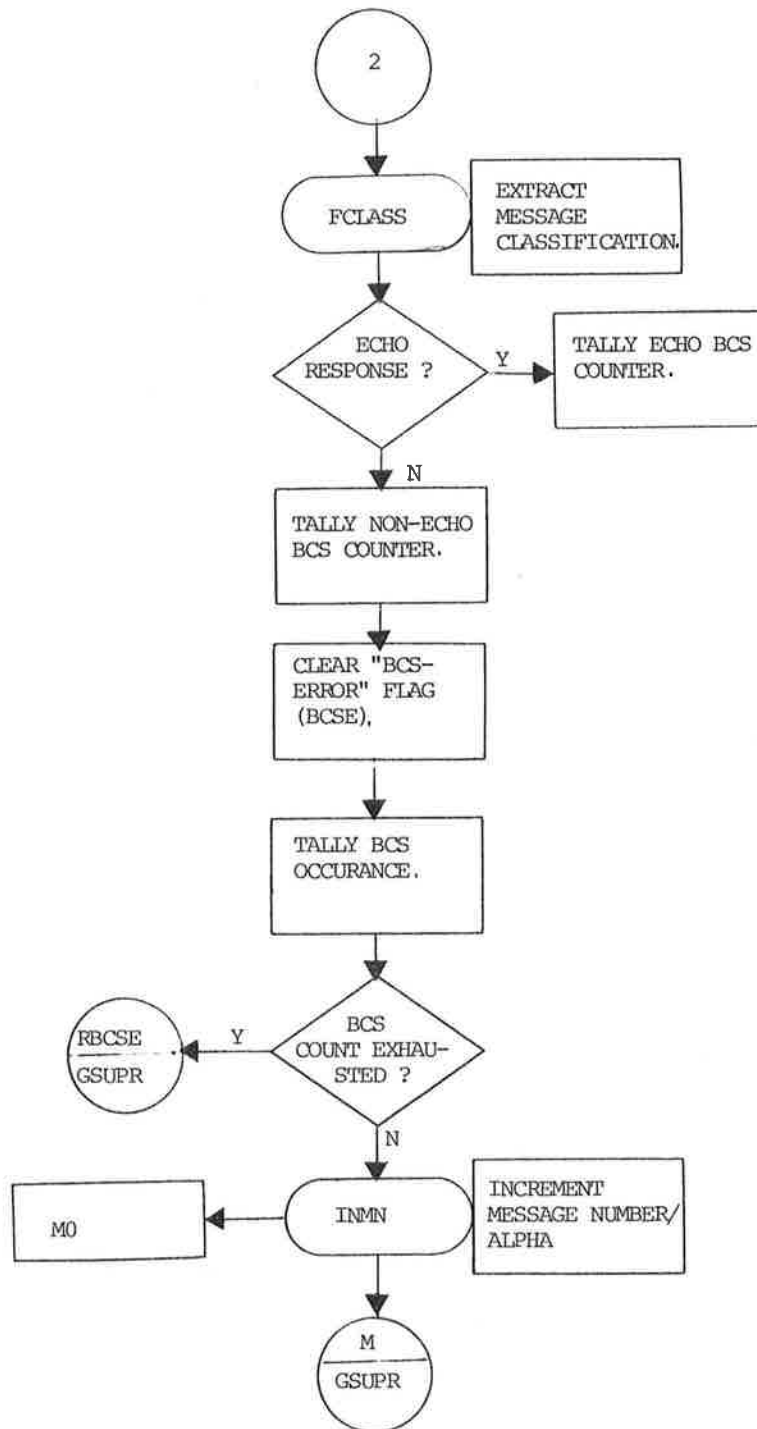 2
FCLASS
EXTRACT
MESSAGE
CLASSIFICATION.
ECHO
RESPONSE ?
Y
TALLY ECHO BCS
COUNTER.
N
TALLY NON-ECHO
BCS COUNTER.
CLEAR "BCS-
ERROR" FLAG
(BCSE),
TALLY BCS
OCCURANCE.
BCS
COUNT EXHAU-
STED ?
Y
RBCSE
GSUPR
N
INMN
INCREMENT
MESSAGE NUMBER/
ALPHA
M0
M
GSUPR